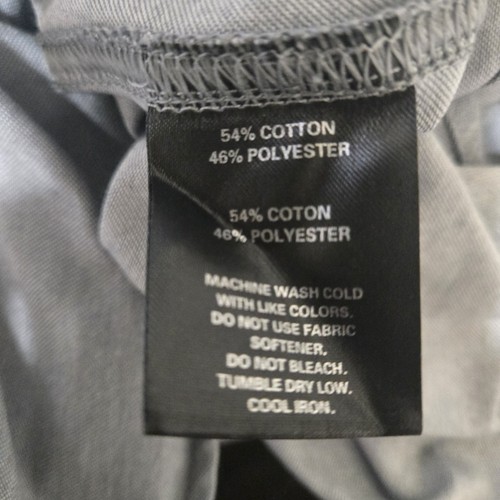 54% COTTON
46% POLYESTER
54% COTON
46% POLYESTER
MACHINE WASH COLD
WITH LIKE COLORS.
DO NOT USE FABRIC
SOFTENER.
DO NOT BLEACH.
TUMBLE DRY LOW.
COOL IRON.